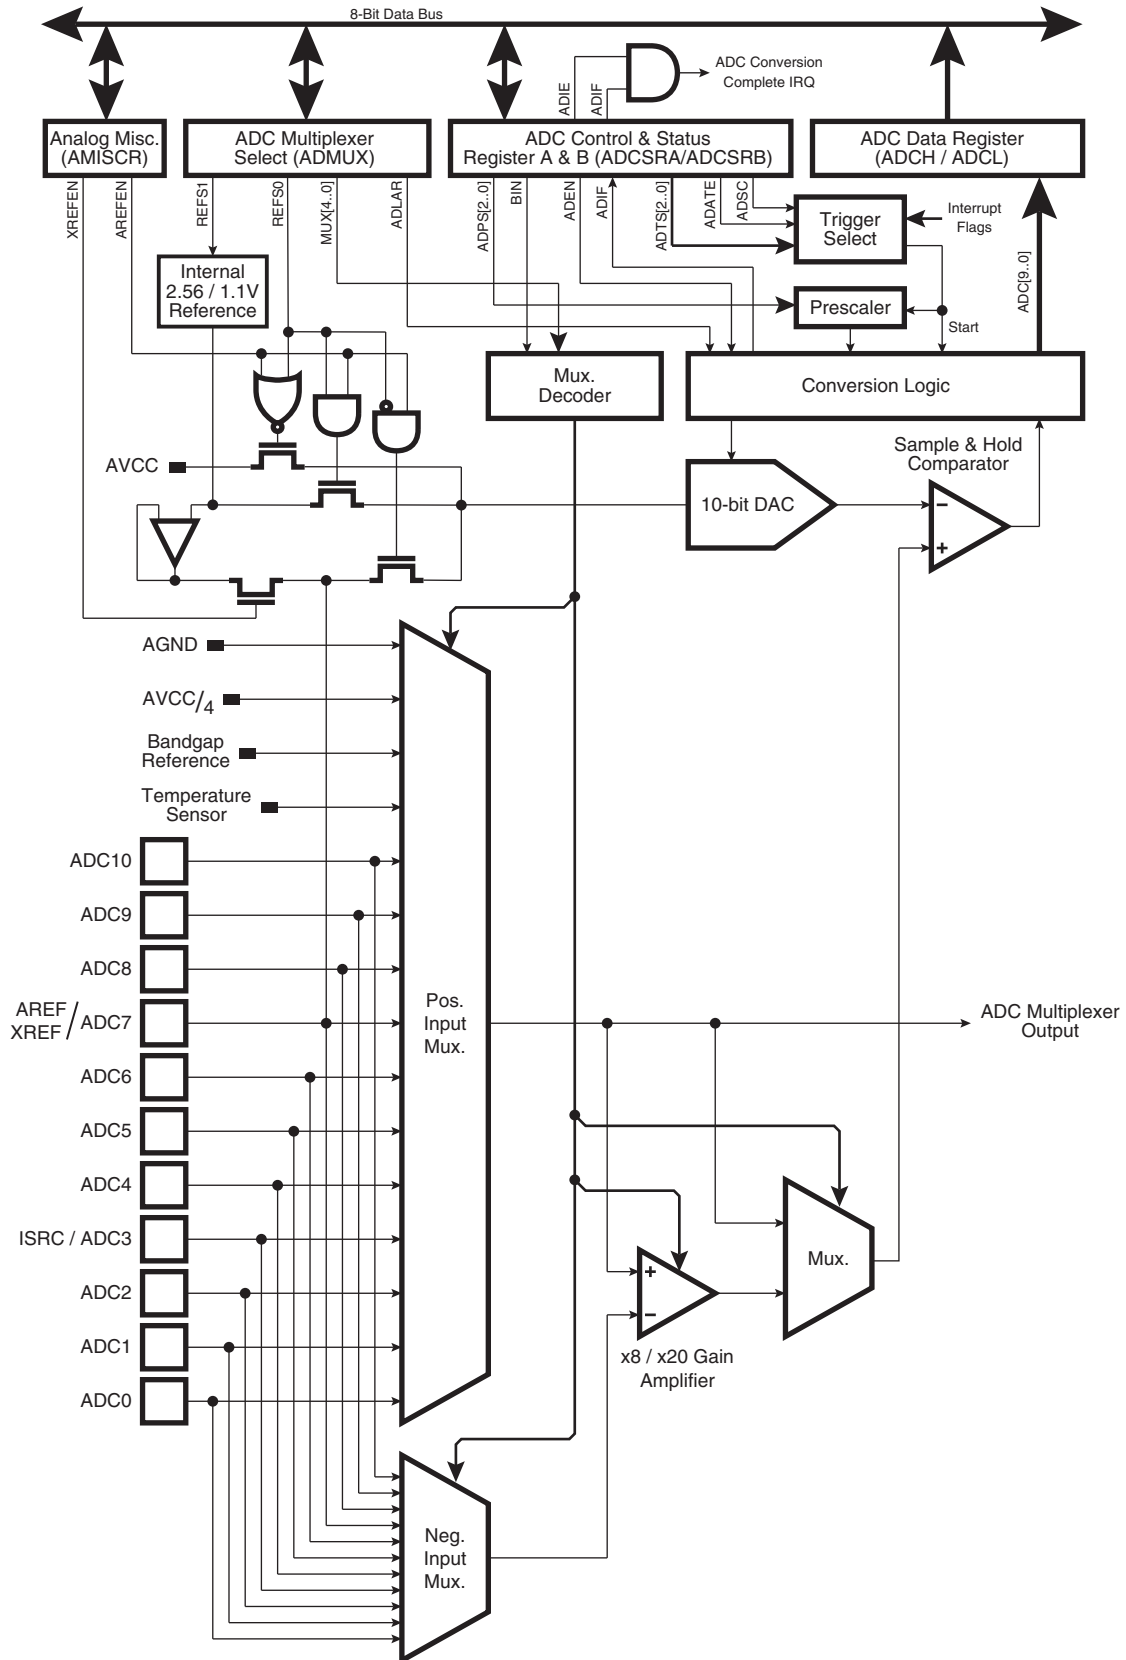 8-Bit Data Bus
ADC Conversion
Complete IRQ
ADIE
ADIF
Analog Misc.
(AMISCR)
ADC Multiplexer
Select (ADMUX)
ADC Control & Status
Register A & B (ADCSRA/ADCSRB)
ADC Data Register
(ADCH / ADCL)
XREFEN
AREFEN
REFS1
REFS0
MUX[4..0]
ADLAR
ADPS[2..0]
BIN
ADEN
ADIF
ADTS[2..0]
ADATE
ADSC
Trigger
Select
Interrupt
Flags
ADC[9..0]
Internal
2.56 / 1.1V
Reference
Prescaler
Start
Mux.
Decoder
Conversion Logic
Sample & Hold
Comparator
AVCC
10-bit DAC
−
+
AGND
AVCC/4
Bandgap
Reference
Temperature
Sensor
ADC10
ADC9
ADC8
AREF
XREF / ADC7
Pos.
Input
Mux.
ADC Multiplexer
Output
ADC6
ADC5
ADC4
ISRC / ADC3
ADC2
ADC1
ADC0
+
−
Mux.
x8 / x20 Gain
Amplifier
Neg.
Input
Mux.